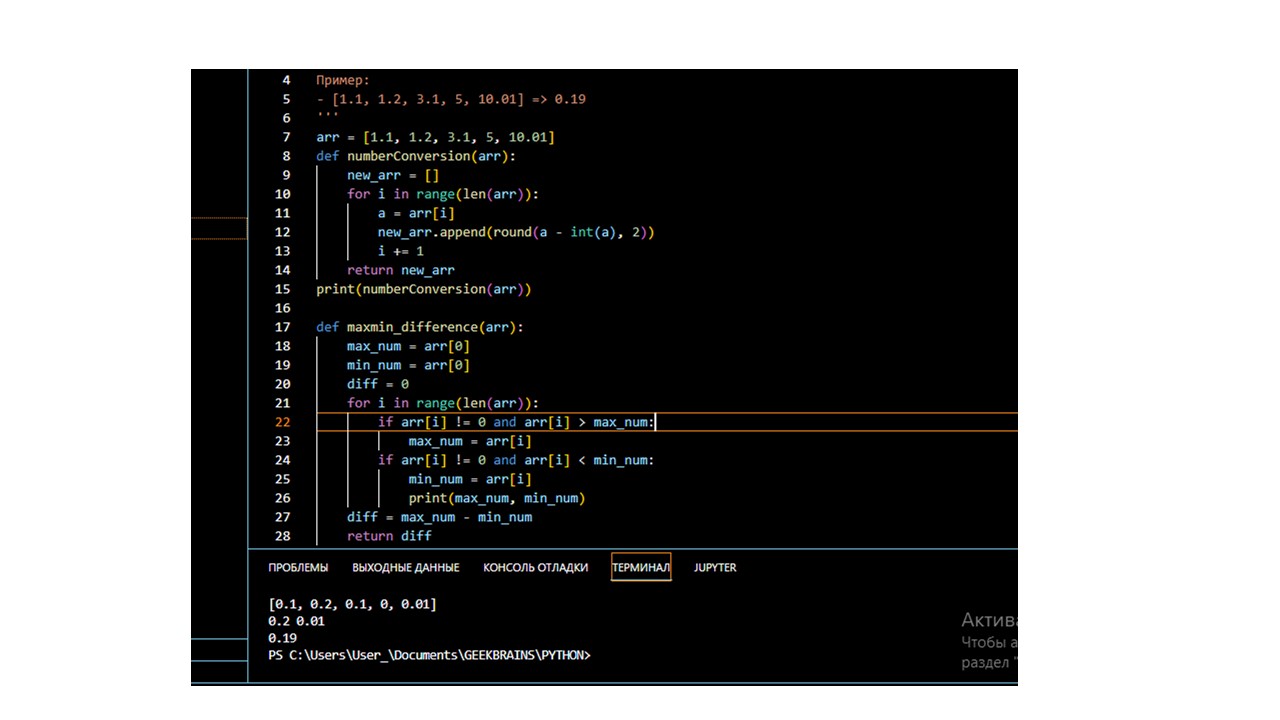 4 Пример:
5 - [1.1, 1.2, 3.1, 5, 10.01] => 0.19
6 '''
7 arr = [1.1, 1.2, 3.1, 5, 10.01]
8 def numberConversion(arr):
9     new_arr = []
10     for i in range(len(arr)):
11         a = arr[i]
12         new_arr.append(round(a - int(a), 2))
13         i += 1
14     return new_arr
15 print(numberConversion(arr))
16
17 def maxmin_difference(arr):
18     max_num = arr[0]
19     min_num = arr[0]
20     diff = 0
21     for i in range(len(arr)):
22         if arr[i] != 0 and arr[i] > max_num:
23             max_num = arr[i]
24         if arr[i] != 0 and arr[i] < min_num:
25             min_num = arr[i]
26             print(max_num, min_num)
27     diff = max_num - min_num
28     return diff
ПРОБЛЕМЫ ВЫХОДНЫЕ ДАННЫЕ КОНСОЛЬ ОТЛАДКИ ТЕРМИНАЛ JUPYTER
[0.1, 0.2, 0.1, 0, 0.01]
0.2 0.01
0.19
PS C:\Users\User_\Documents\GEEKBRAINS\PYTHON>
Актива
Чтобы а
раздел "